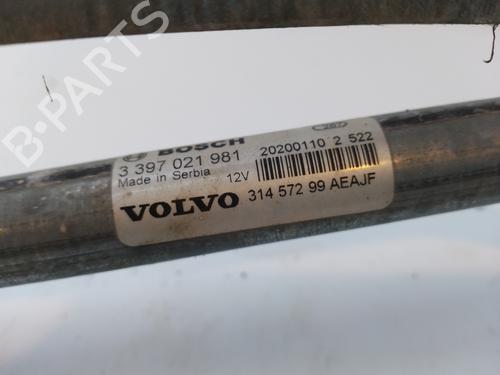 B-PARTS
BOSCH
3 397 021 981 20200110 2 522
Made in Serbia 12V
VOLVO 314 572 99 AEAJF